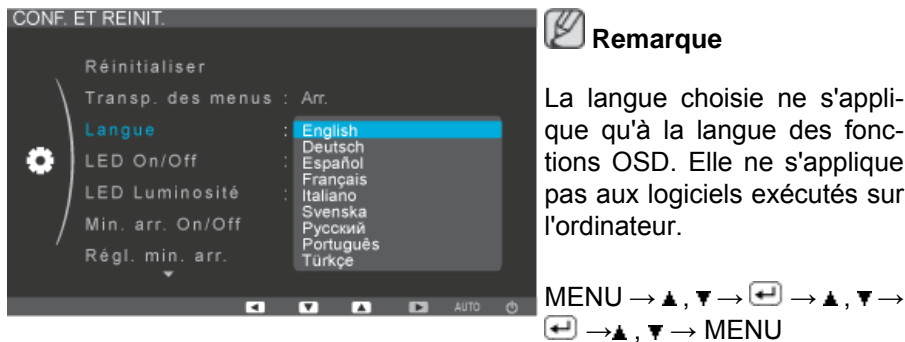 CONF. ET REINIT.
Réinitialiser
Transp. des menus : Arr.
Langue :
English
Deutsch
Español
Français
Italiano
Svenska
Русский
Português
Türkçe
LED On/Off :
LED Luminosité :
Min. arr. On/Off
Régl. min. arr.
AUTO
Remarque
La langue choisie ne s'appli-
que qu'à la langue des fonc-
tions OSD. Elle ne s'applique
pas aux logiciels exécutés sur
l'ordinateur.
MENU → ▲ , ▼ → ↵ → ▲ , ▼ →
↵ → ▲ , ▼ → MENU